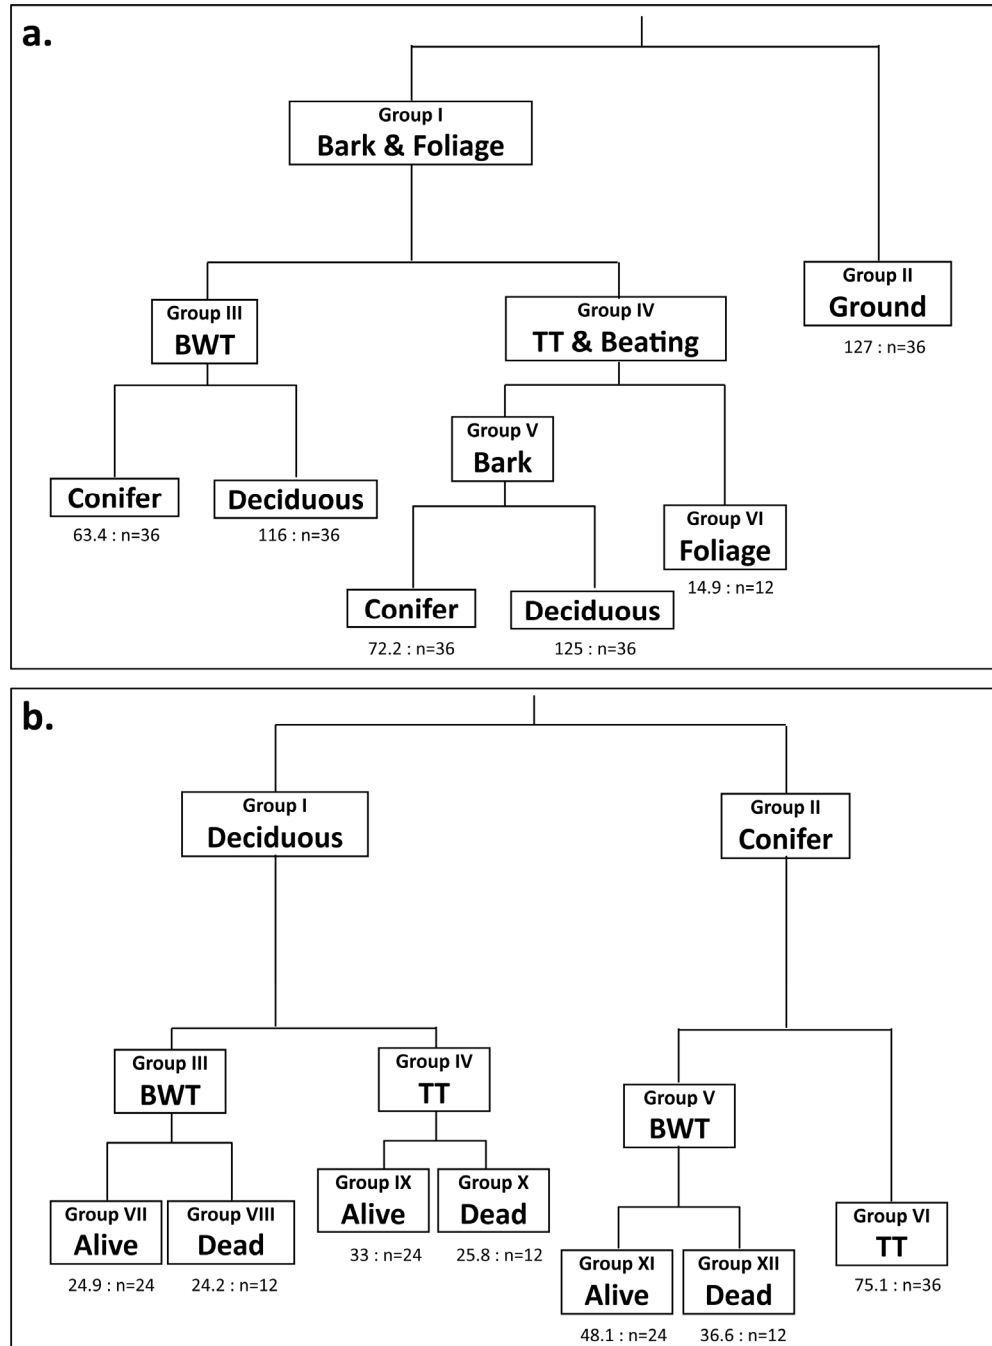 a.
Group I
Bark & Foliage
Group II
Ground
127 : n=36
Group III
BWT
Group IV
TT & Beating
Group V
Bark
Conifer
63.4 : n=36
Deciduous
116 : n=36
Group VI
Foliage
14.9 : n=12
Conifer
72.2 : n=36
Deciduous
125 : n=36
b.
Group I
Deciduous
Group II
Conifer
Group III
BWT
Group IV
TT
Group V
BWT
Group VII
Alive
24.9 : n=24
Group VIII
Dead
24.2 : n=12
Group IX
Alive
33 : n=24
Group X
Dead
25.8 : n=12
Group XI
Alive
48.1 : n=24
Group XII
Dead
36.6 : n=12
Group VI
TT
75.1 : n=36